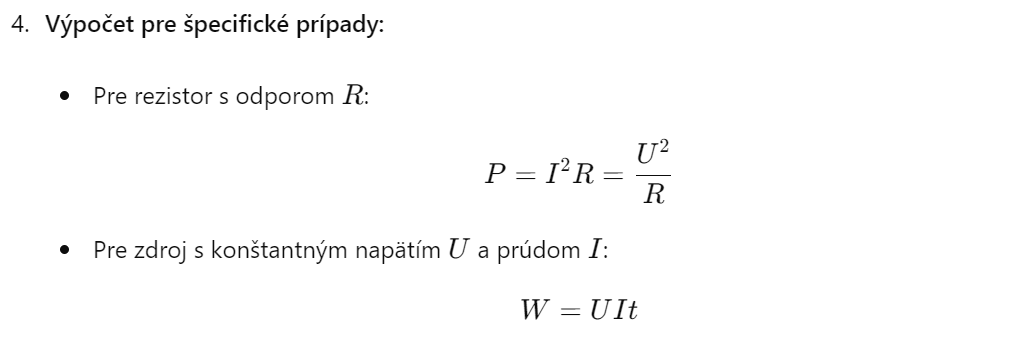 4. Výpočet pre špecifické prípady:
• Pre rezistor s odporom R:
P = I²R = U²/R
• Pre zdroj s konštantným napätím U a prúdom I:
W = UIt